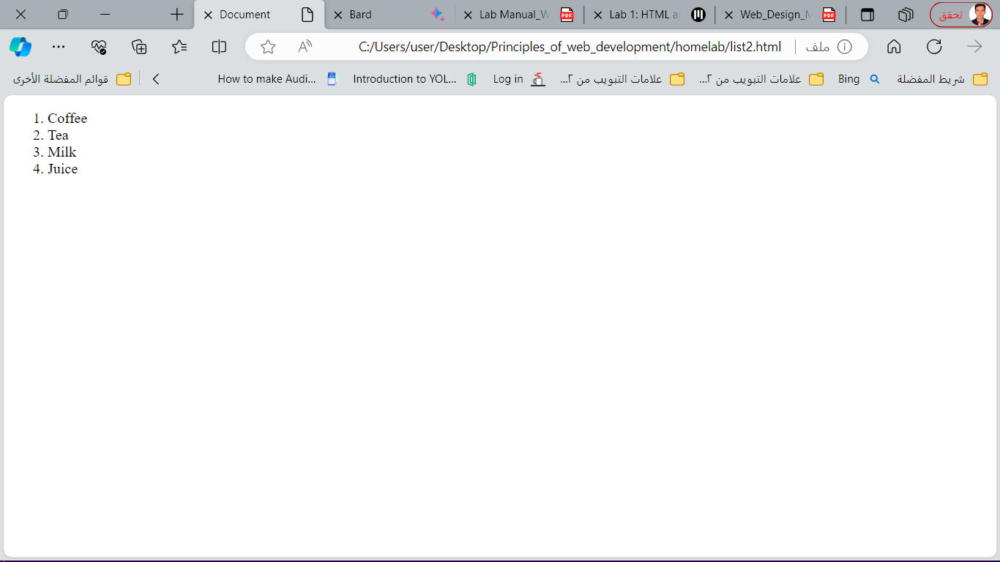 Document
Bard
Lab Manual_W
Lab 1: HTML a
Web_Design_M
تحقق
C:/Users/user/Desktop/Principles_of_web_development/homelab/list2.html
ملف
شريط المفضلة
Bing
علامات التبويب من ٢...
علامات التبويب من ٢...
Log in
Introduction to YOL...
How to make Audi...
قوائم المفضلة الأخرى
1. Coffee
2. Tea
3. Milk
4. Juice